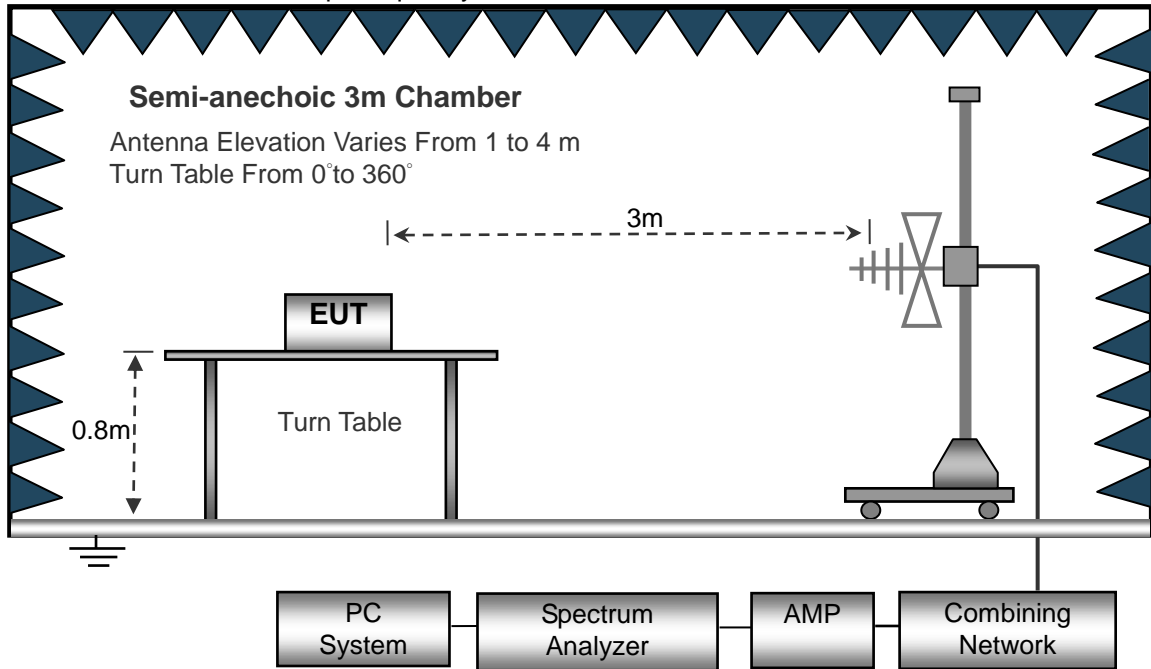 Semi-anechoic 3m Chamber
Antenna Elevation Varies From 1 to 4 m
Turn Table From 0°to 360°
3m
EUT
0.8m
Turn Table
PC
System
Spectrum
Analyzer
AMP
Combining
Network